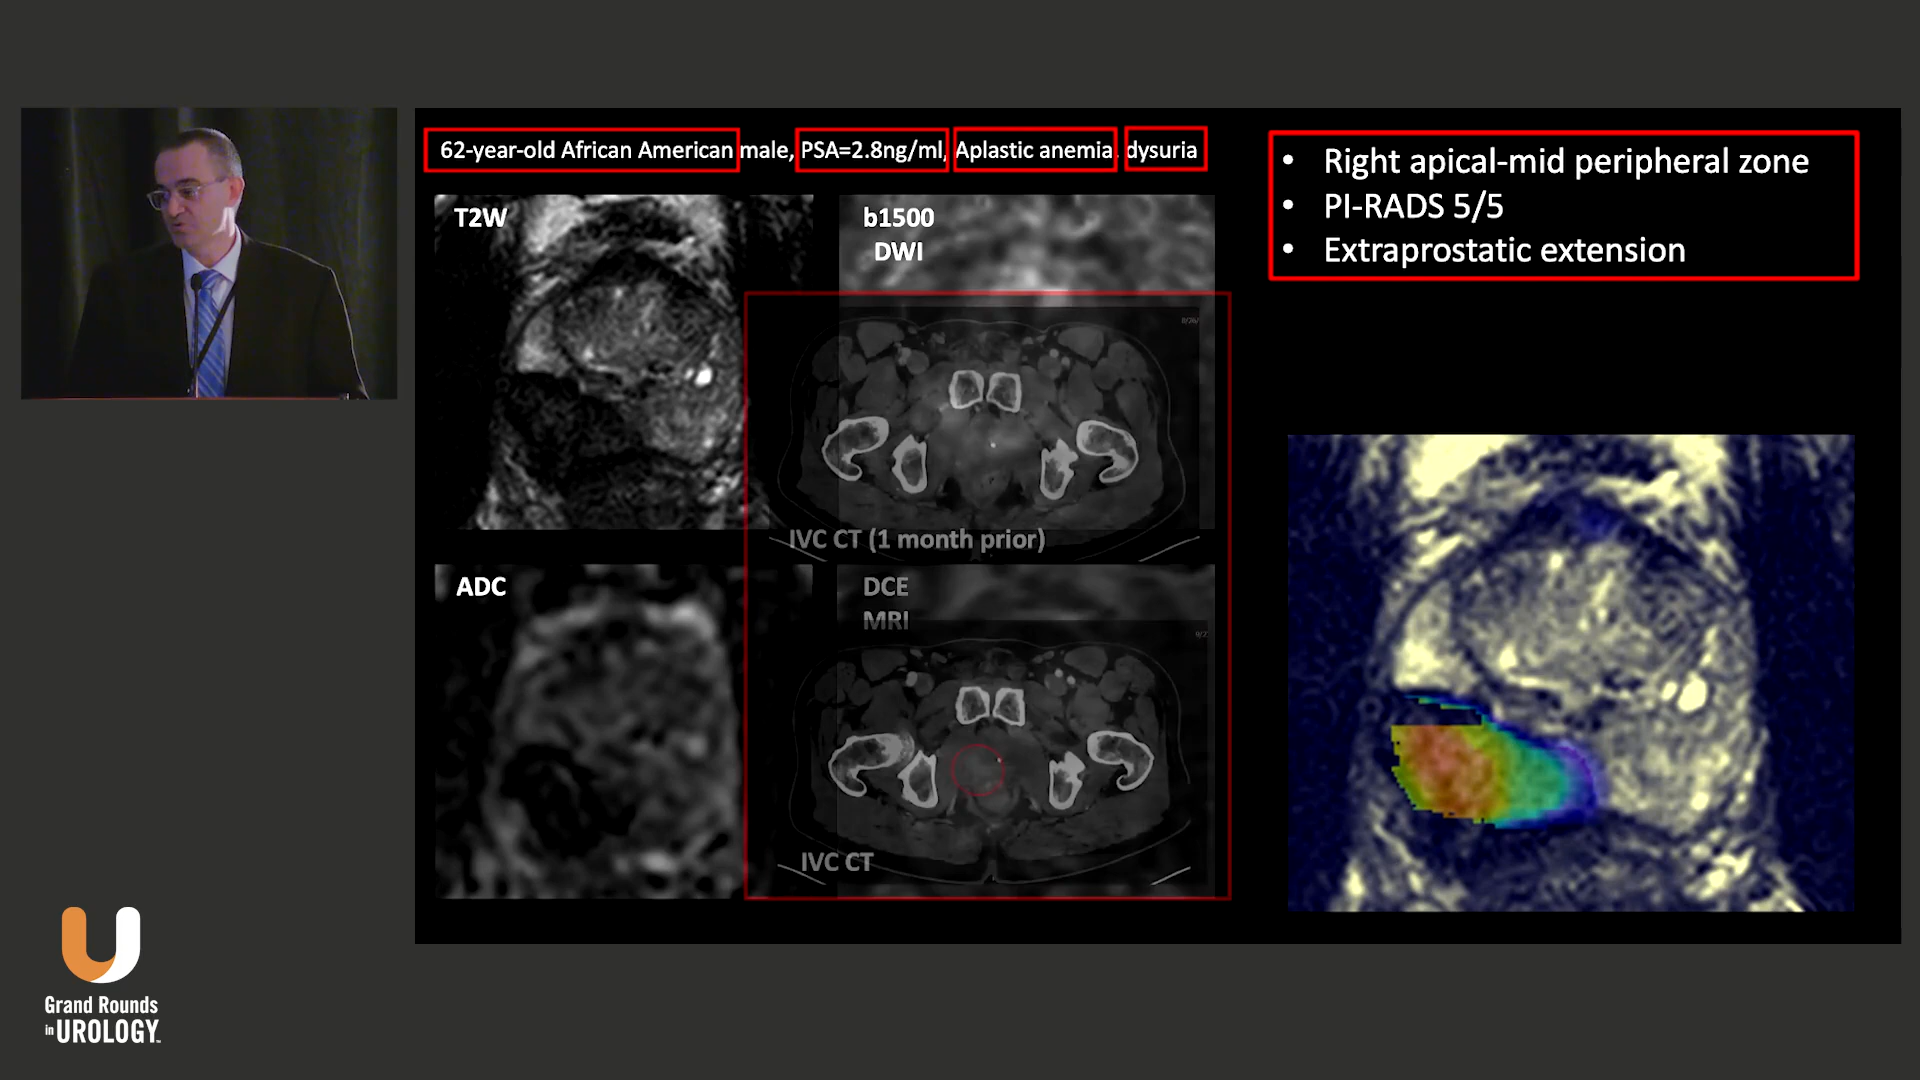 62-year-old African American male, PSA=2.8ng/ml, Aplastic anemia, dysuria
T2W
b1500
DWI
IVC CT (1 month prior)
ADC
DCE
MRI
IVC CT
• Right apical-mid peripheral zone
• PI-RADS 5/5
• Extraprostatic extension
Grand Rounds
in UROLOGY™